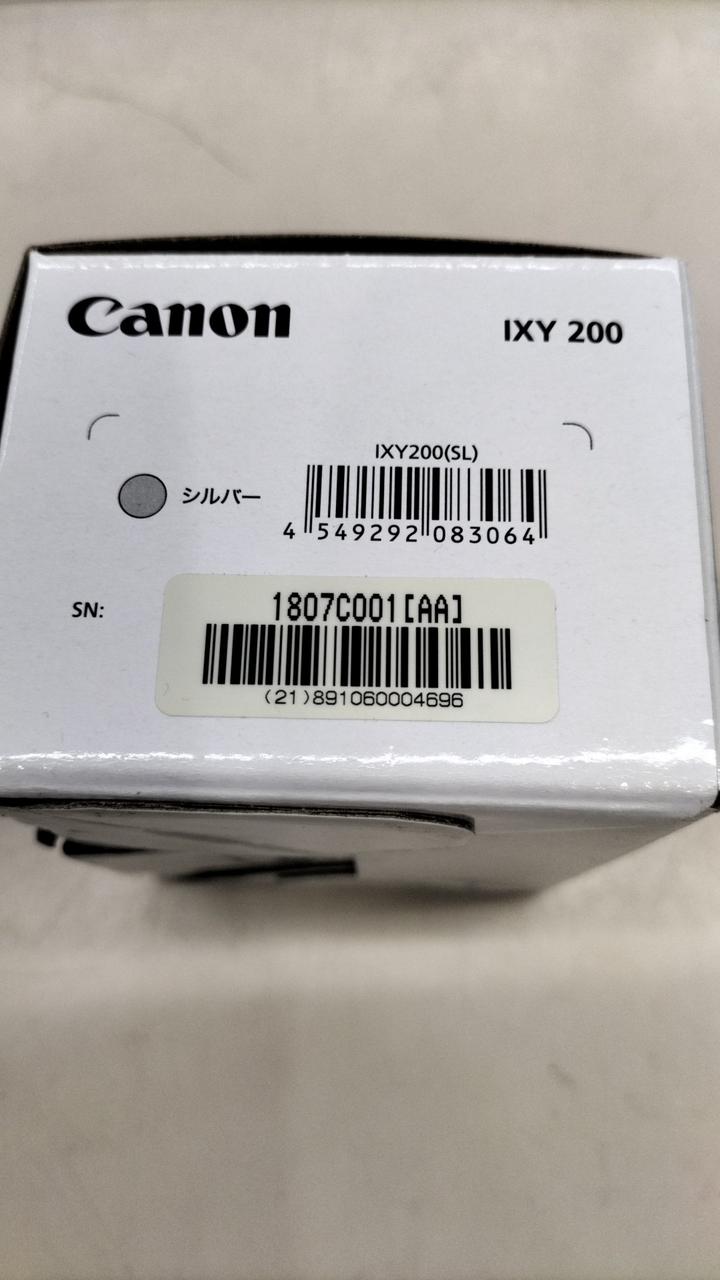 Canon
IXY 200
IXY200(SL)
シルバー
4 549292 083064
SN:
1807C001[AA]
(21)891060004696